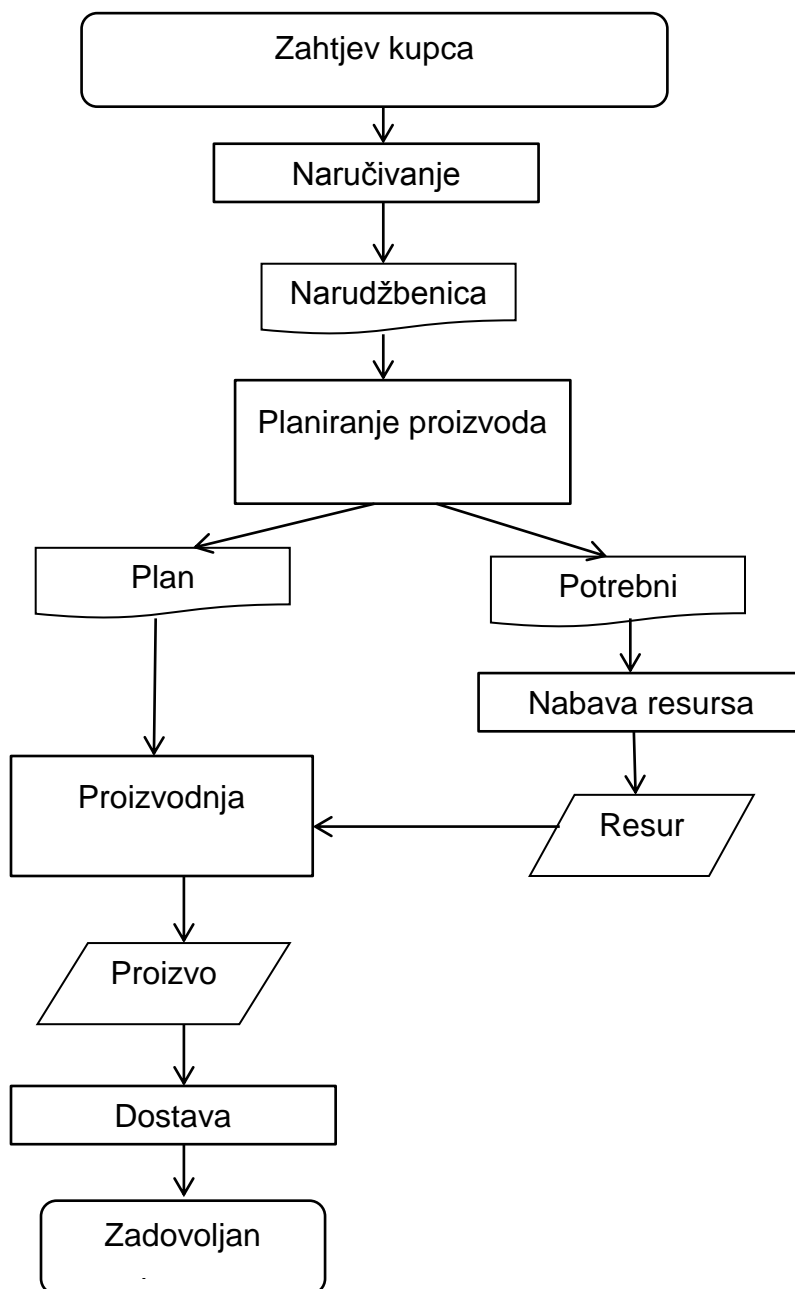 Zahtjev kupca
Naručivanje
Narudžbenica
Planiranje proizvoda
Plan
Potrebni
Nabava resursa
Proizvodnja
Resur
Proizvo
Dostava
Zadovoljan